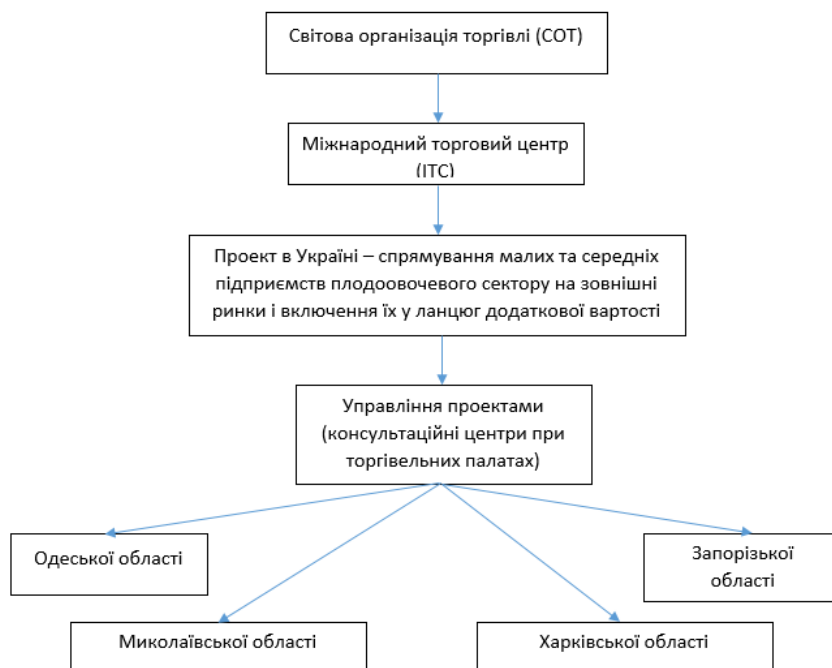 Світова організація торгівлі (СОТ)
Міжнародний торговий центр
(ІТС)
Проект в Україні – спрямування малих та середніх
підприємств плодоовочевого сектору на зовнішні
ринки і включення їх у ланцюг додаткової вартості
Управління проектами
(консультаційні центри при
торгівельних палатах)
Одеської області
Запорізької
області
Миколаївської області
Харківської області